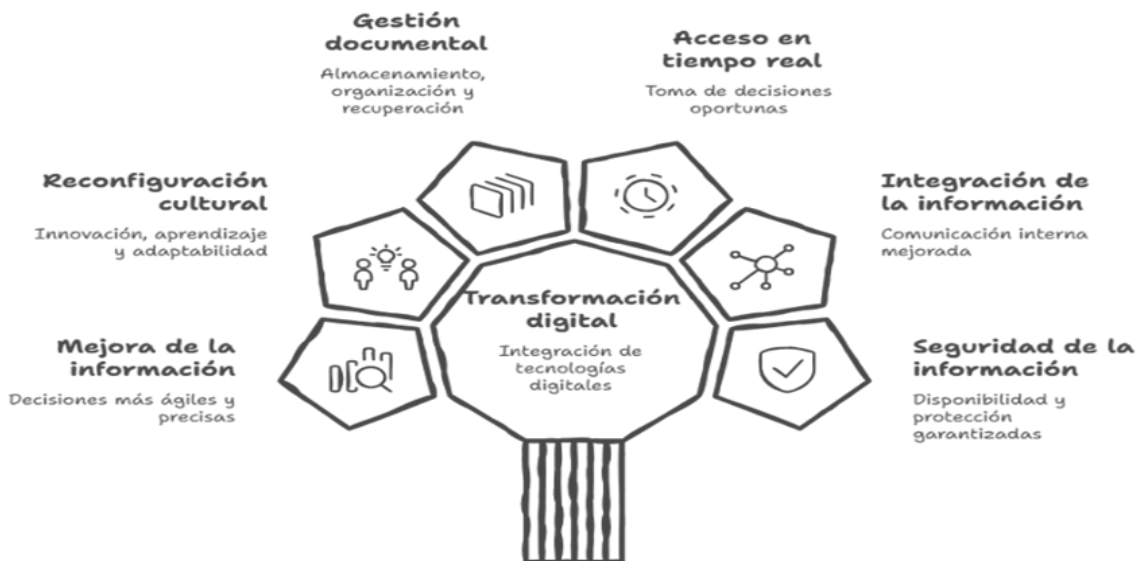 Gestión
documental
Almacenamiento,
organización y
recuperación
Acceso en
tiempo real
Toma de decisiones
oportunas
Reconfiguración
cultural
Innovación, aprendizaje
y adaptabilidad
Integración de
la información
Comunicación interna
mejorada
Transformación
digital
Integración de
tecnologías
digitales
Mejora de la
información
Decisiones más ágiles y
precisas
Seguridad de la
información
Disponibilidad y
protección
garantizadas